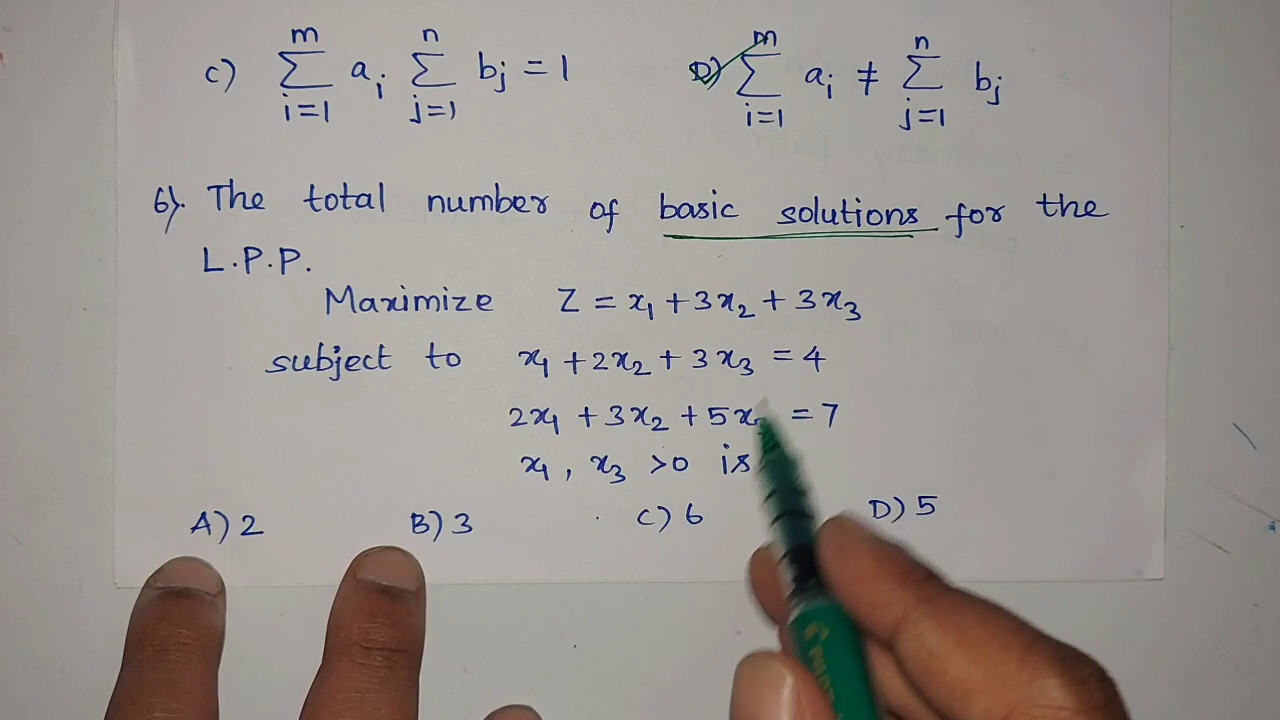 c) m Σ i=1 a_i n Σ j=1 b_j = 1 D) m Σ i=1 a_i ≠ n Σ j=1 b_j
6). The total number of basic solutions for the
L.P.P.
Maximize Z = x₁ + 3x₂ + 3x₃
subject to x₁ + 2x₂ + 3x₃ = 4
2x₁ + 3x₂ + 5x = 7
x₁, x₃ >0 is
A) 2 B) 3 C) 6 D) 5